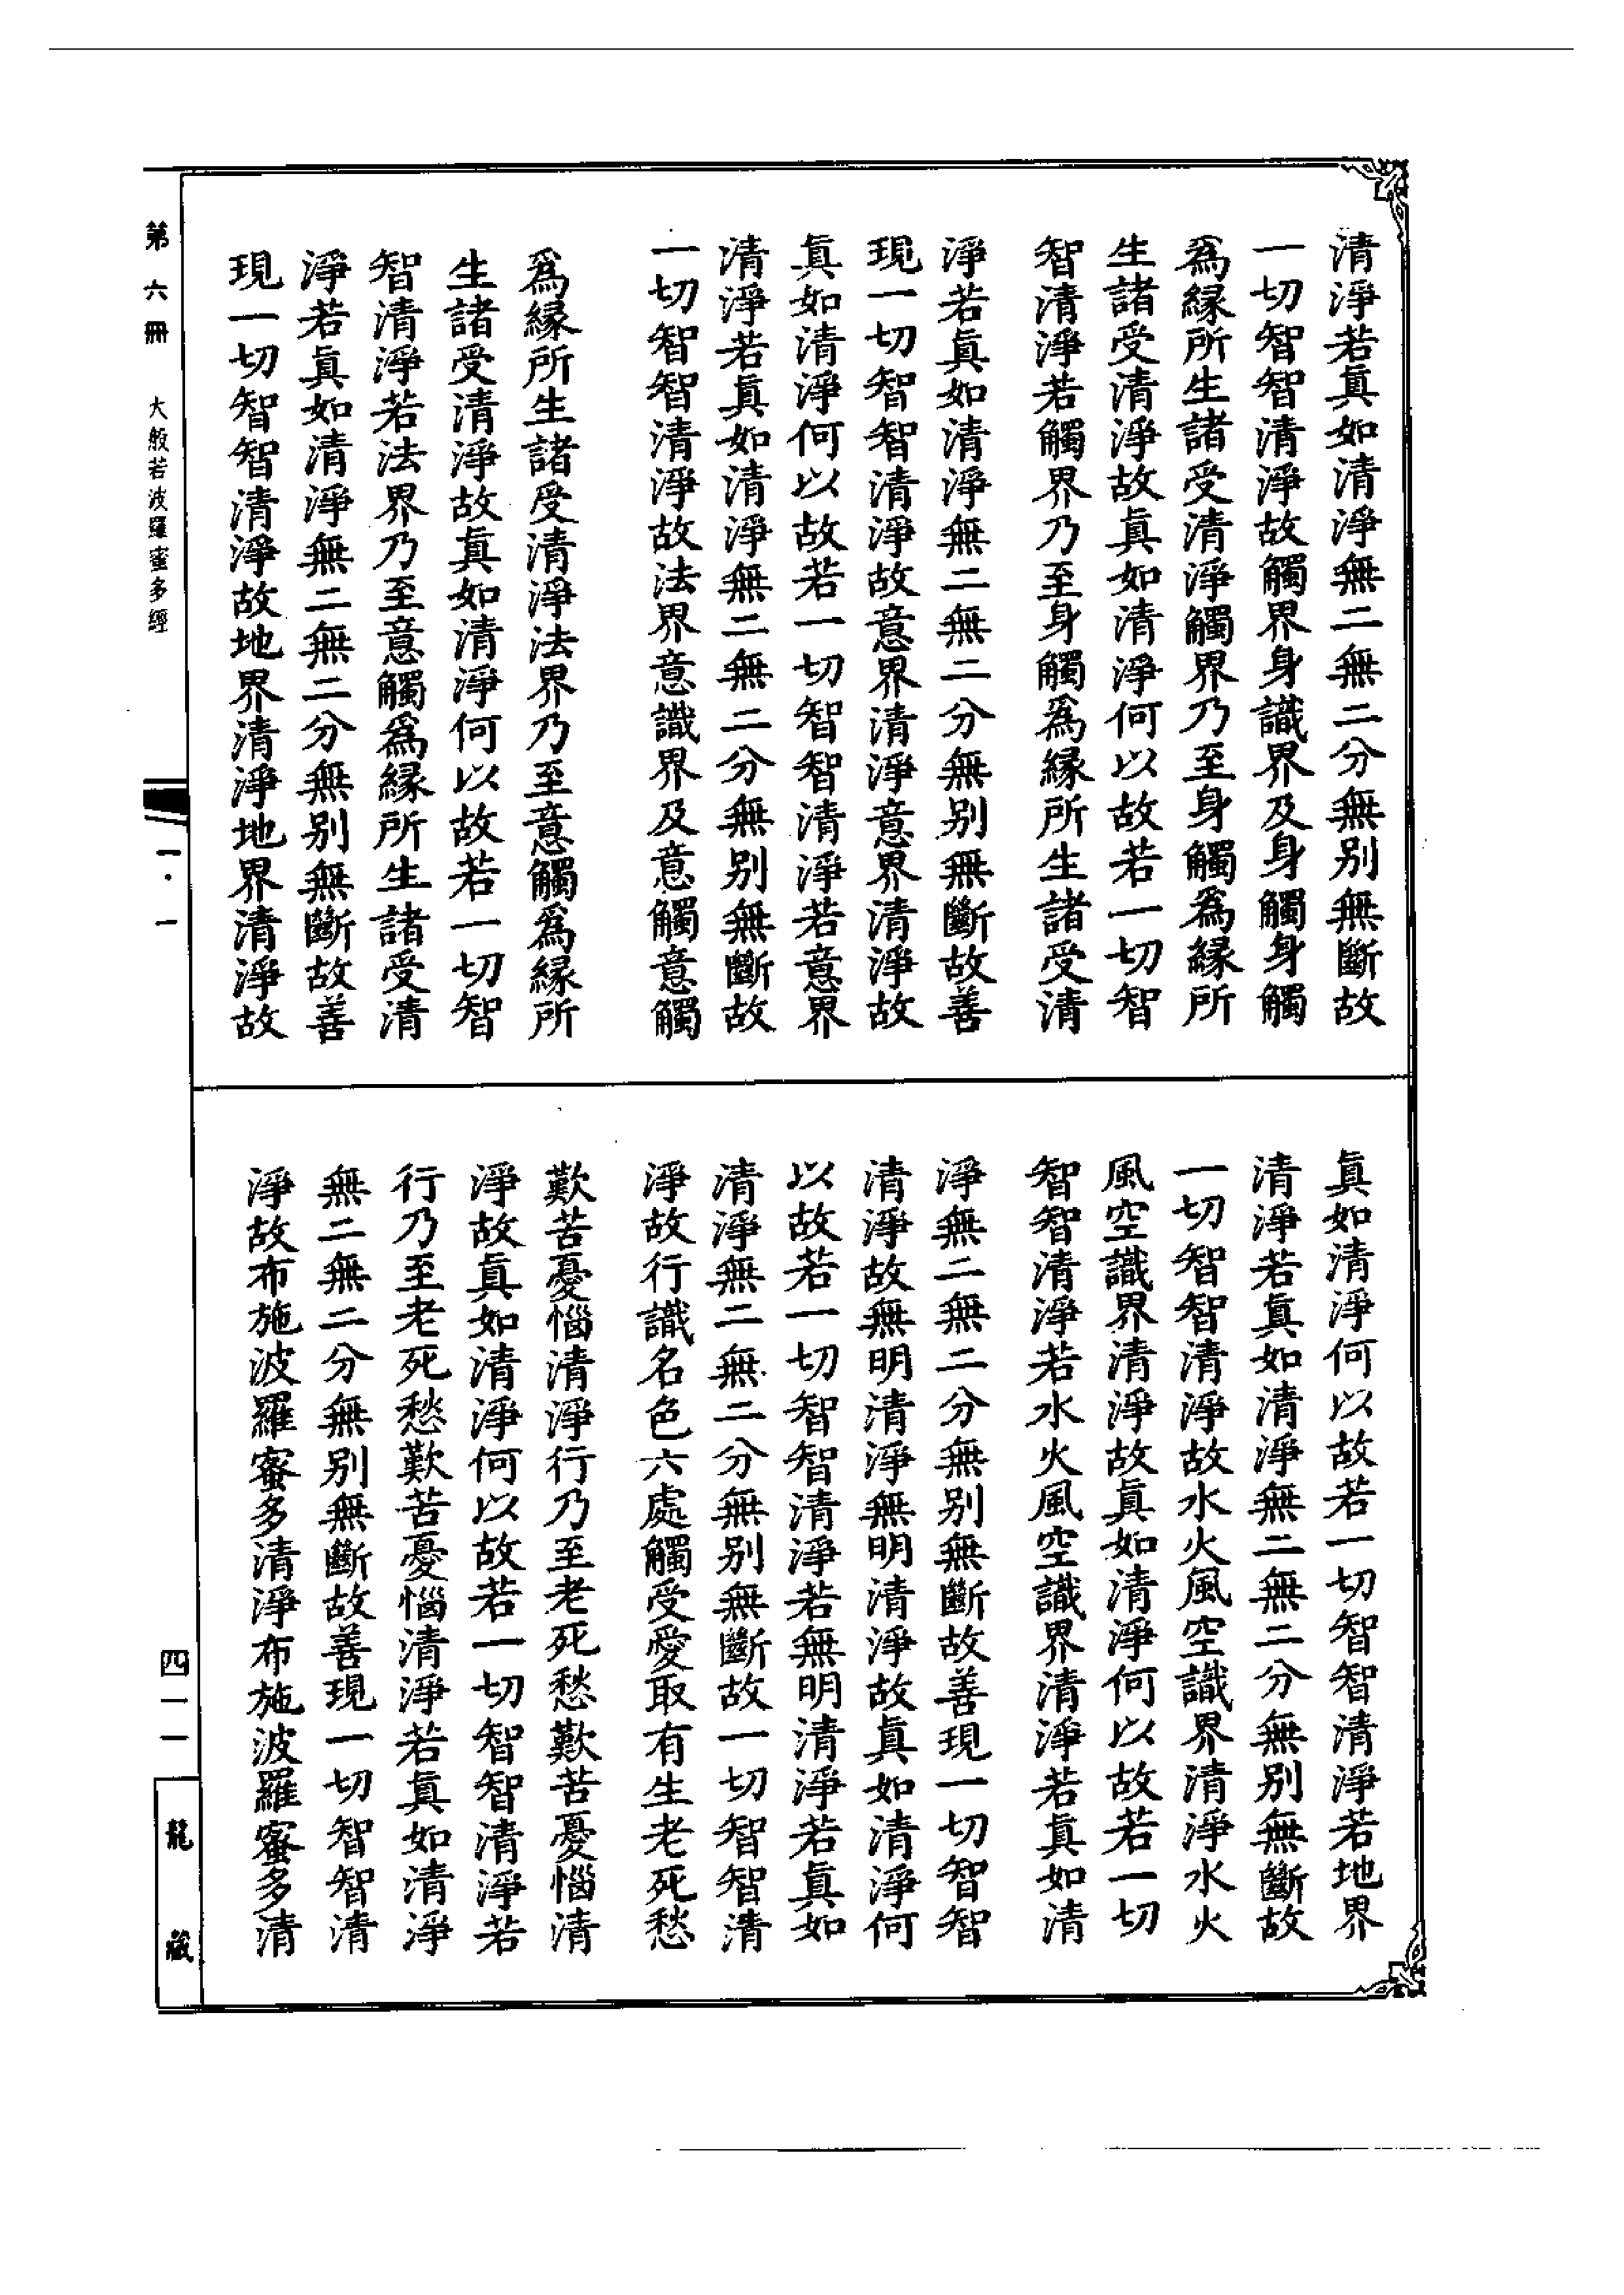 清淨若眞如清淨無二無二分無別無斷故
一切智智清淨故觸界身識界及身觸身觸
爲緣所生諸受清淨觸界乃至身觸爲緣所
生諸受清淨故眞如清淨何以故若一切智
智清淨若觸界乃至身觸爲緣所生諸受清
淨若眞如清淨無二無二分無別無斷故善
現一切智智清淨故意界清淨意界清淨故
眞如清淨何以故若一切智智清淨若意界
清淨若眞如清淨無二無二分無別無斷故
一切智智清淨故法界意識界及意觸意觸
爲緣所生諸受清淨法界乃至意觸爲緣所
生諸受清淨故眞如清淨何以故若一切智
智清淨若法界乃至意觸爲緣所生諸受清
淨若眞如清淨無二無二分無別無斷故善
現一切智智清淨故地界清淨地界清淨故
眞如清淨何以故若一切智智清淨若地界
清淨若眞如清淨無二無二分無別無斷故
一切智智清淨故水火風空識界清淨水火
風空識界清淨故眞如清淨何以故若一切
智智清淨若水火風空識界清淨若眞如清
淨無二無二分無別無斷故善現一切智智
清淨故無明清淨無明清淨故眞如清淨何
以故若一切智智清淨若無明清淨若眞如
清淨無二無二分無別無斷故一切智智清
淨故行識名色六處觸受愛取有生老死愁
歎苦憂惱清淨行乃至老死愁歎苦憂惱清
淨故眞如清淨何以故若一切智智清淨若
行乃至老死愁歎苦憂惱清淨若眞如清淨
無二無二分無別無斷故善現一切智智清
淨故布施波羅蜜多清淨布施波羅蜜多清
第六冊 大般若波羅蜜多經 一·一 四一一 龍藏